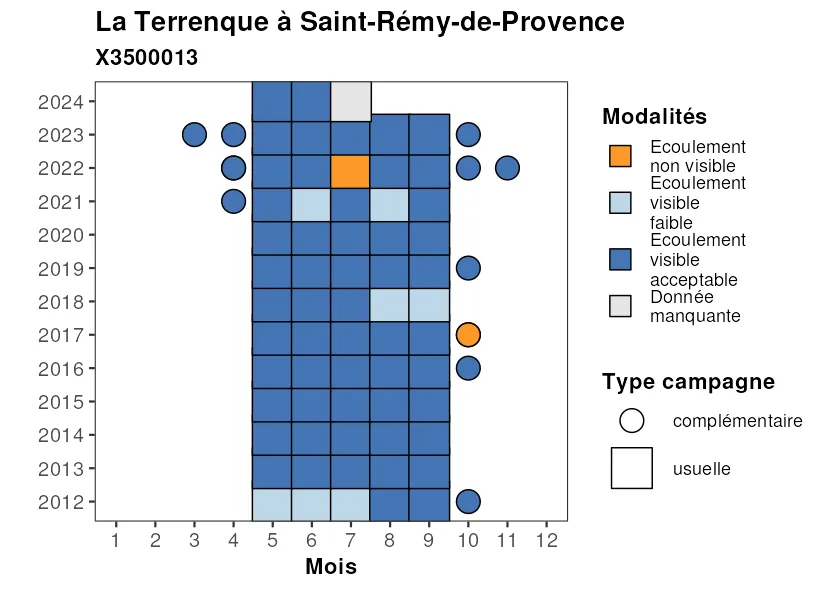 La Terrenque à Saint-Rémy-de-Provence
X3500013
2024
2023
2022
2021
2020
2019
2018
2017
2016
2015
2014
2013
2012
1 2 3 4 5 6 7 8 9 10 11 12
Mois
Modalités
Ecoulement
non visible
Ecoulement
visible
faible
Ecoulement
visible
acceptable
Donnée
manquante
Type campagne
complémentaire
usuelle